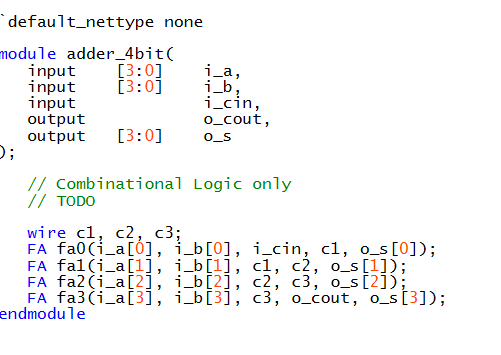 `default_nettype none
module adder_4bit(
input [3:0] i_a,
input [3:0] i_b,
input i_cin,
output o_cout,
output [3:0] o_s
);
// Combinational Logic only
// TODO
wire c1, c2, c3;
FA fa0(i_a[0], i_b[0], i_cin, c1, o_s[0]);
FA fa1(i_a[1], i_b[1], c1, c2, o_s[1]);
FA fa2(i_a[2], i_b[2], c2, c3, o_s[2]);
FA fa3(i_a[3], i_b[3], c3, o_cout, o_s[3]);
endmodule